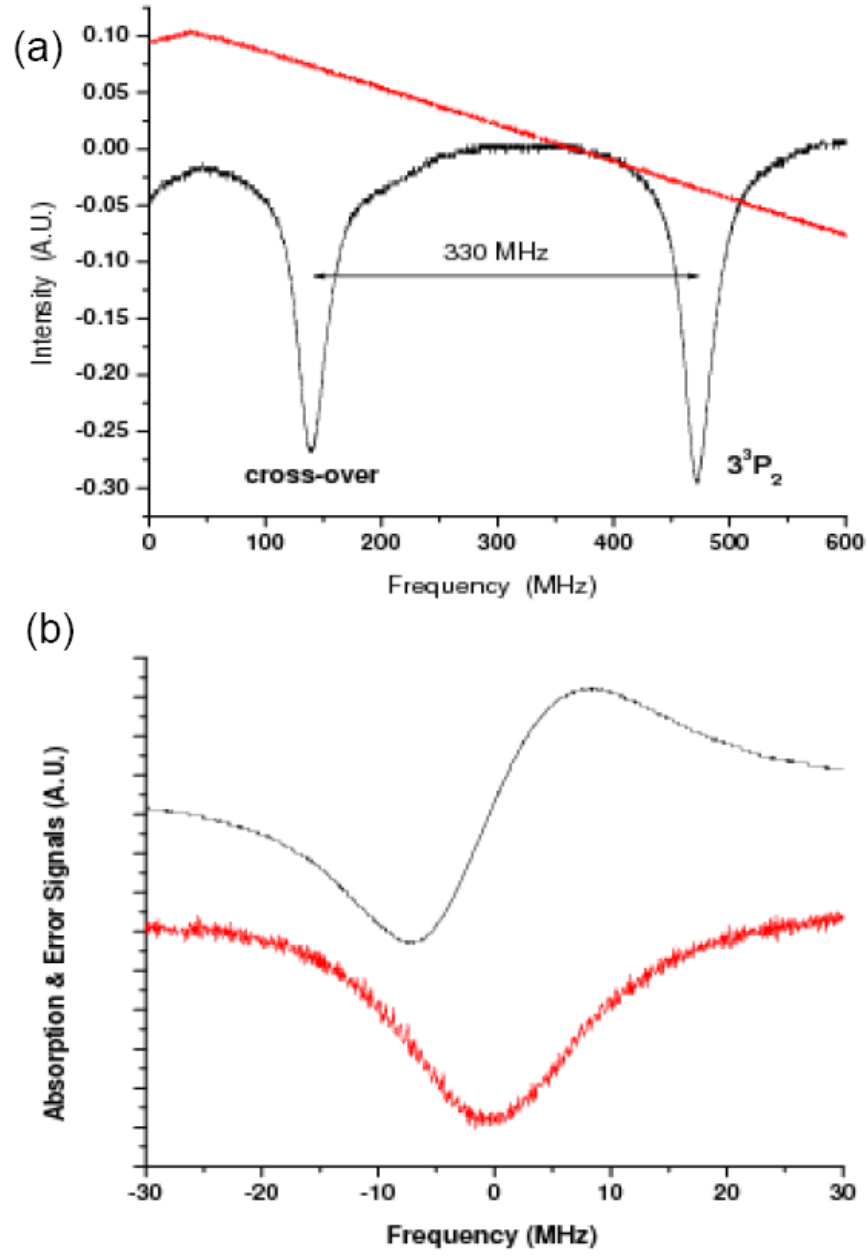 (a)
0.10
0.05
0.00
-0.05
-0.10
-0.15
-0.20
-0.25
-0.30
Intensity (A.U.)
330 MHz
cross-over
3³P₂
0 100 200 300 400 500 600
Frequency (MHz)
(b)
Absorption & Error Signals (A.U.)
-30 -20 -10 0 10 20 30
Frequency (MHz)